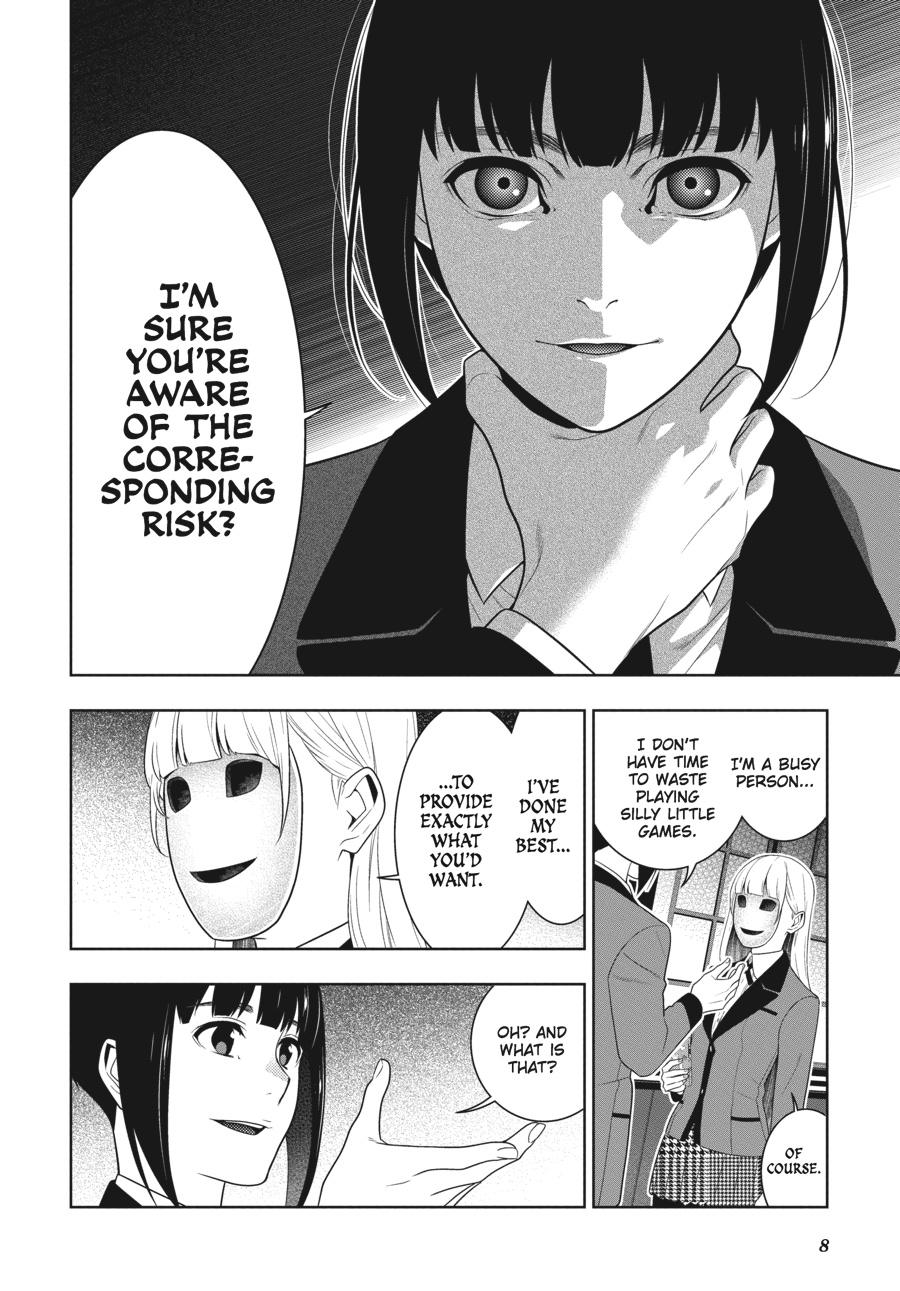 I'M
SURE
YOU'RE
AWARE
OF THE
CORRE-
SPONDING
RISK?
I'M A BUSY
PERSON...
I DON'T
HAVE TIME
TO WASTE
PLAYING
SILLY LITTLE
GAMES.
OF
COURSE.
I'VE
DONE
MY
BEST...
...TO
PROVIDE
EXACTLY
WHAT
YOU'D
WANT.
OH? AND
WHAT IS
THAT?
8